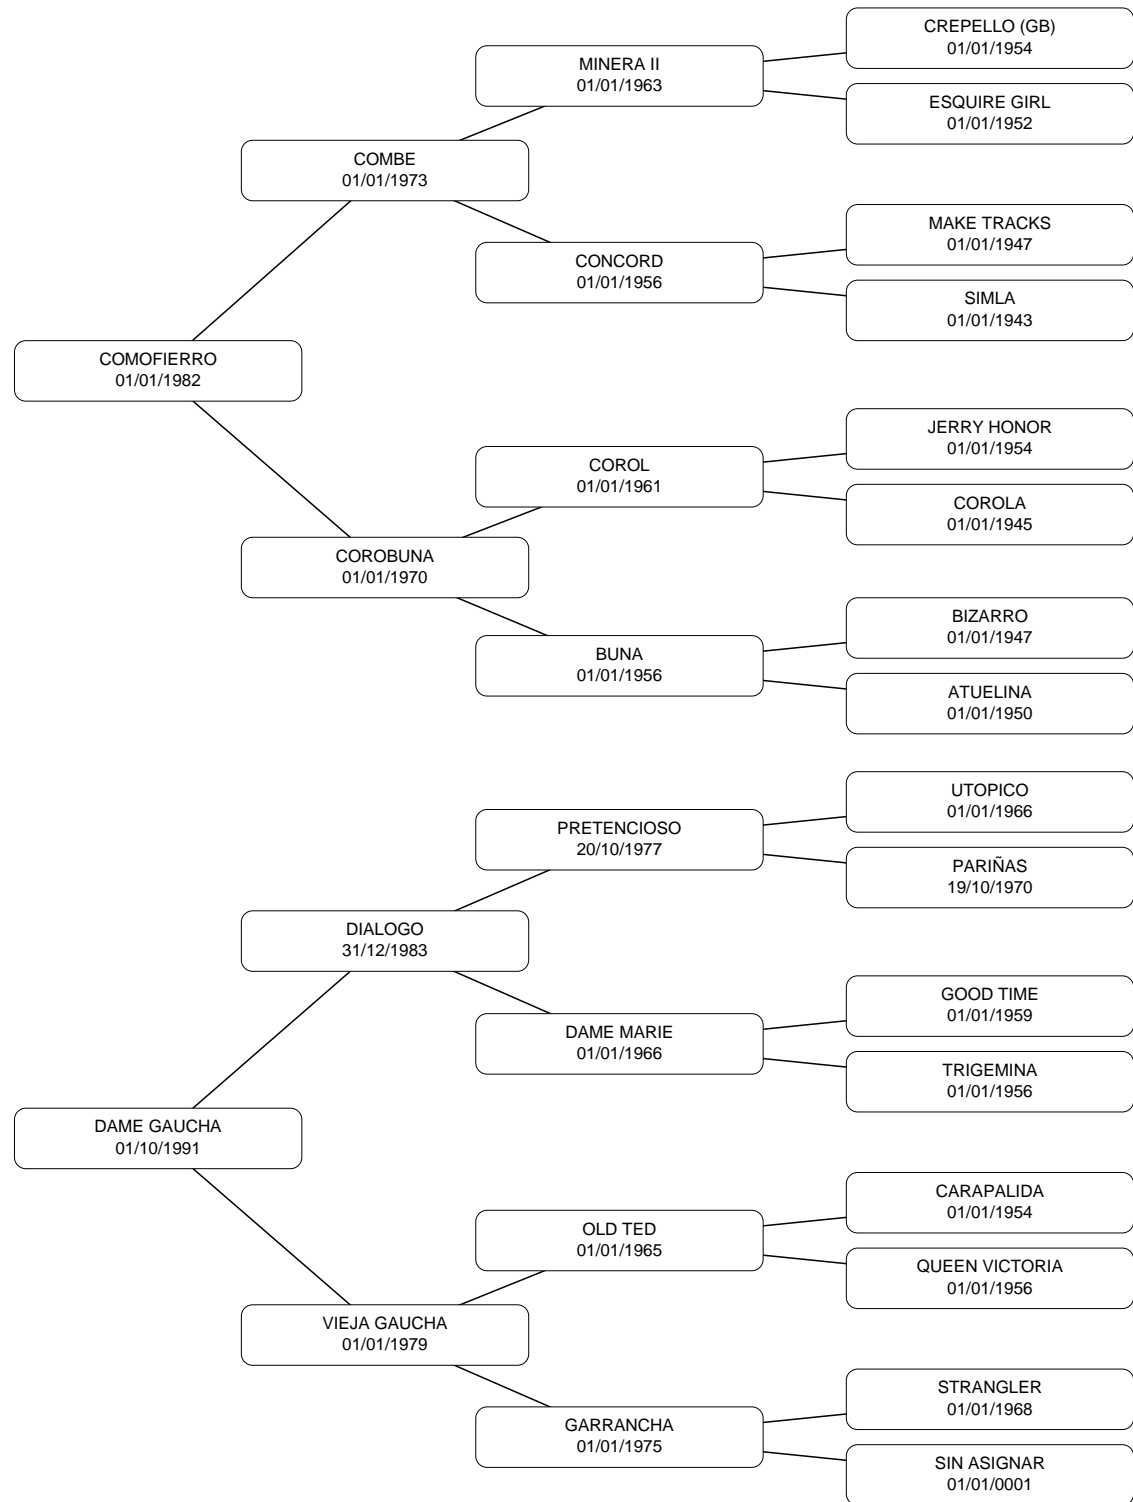 CREPELLO (GB)
01/01/1954
MINERA II
01/01/1963
ESQUIRE GIRL
01/01/1952
COMBE
01/01/1973
MAKE TRACKS
01/01/1947
CONCORD
01/01/1956
SIMLA
01/01/1943
COMOFIERRO
01/01/1982
JERRY HONOR
01/01/1954
COROL
01/01/1961
COROLA
01/01/1945
COROBUNA
01/01/1970
BIZARRO
01/01/1947
BUNA
01/01/1956
ATUELINA
01/01/1950
UTOPICO
01/01/1966
PRETENCIOSO
20/10/1977
PARIÑAS
19/10/1970
DIALOGO
31/12/1983
GOOD TIME
01/01/1959
DAME MARIE
01/01/1966
TRIGEMINA
01/01/1956
DAME GAUCHA
01/10/1991
CARAPALIDA
01/01/1954
OLD TED
01/01/1965
QUEEN VICTORIA
01/01/1956
VIEJA GAUCHA
01/01/1979
STRANGLER
01/01/1968
GARRANCHA
01/01/1975
SIN ASIGNAR
01/01/0001